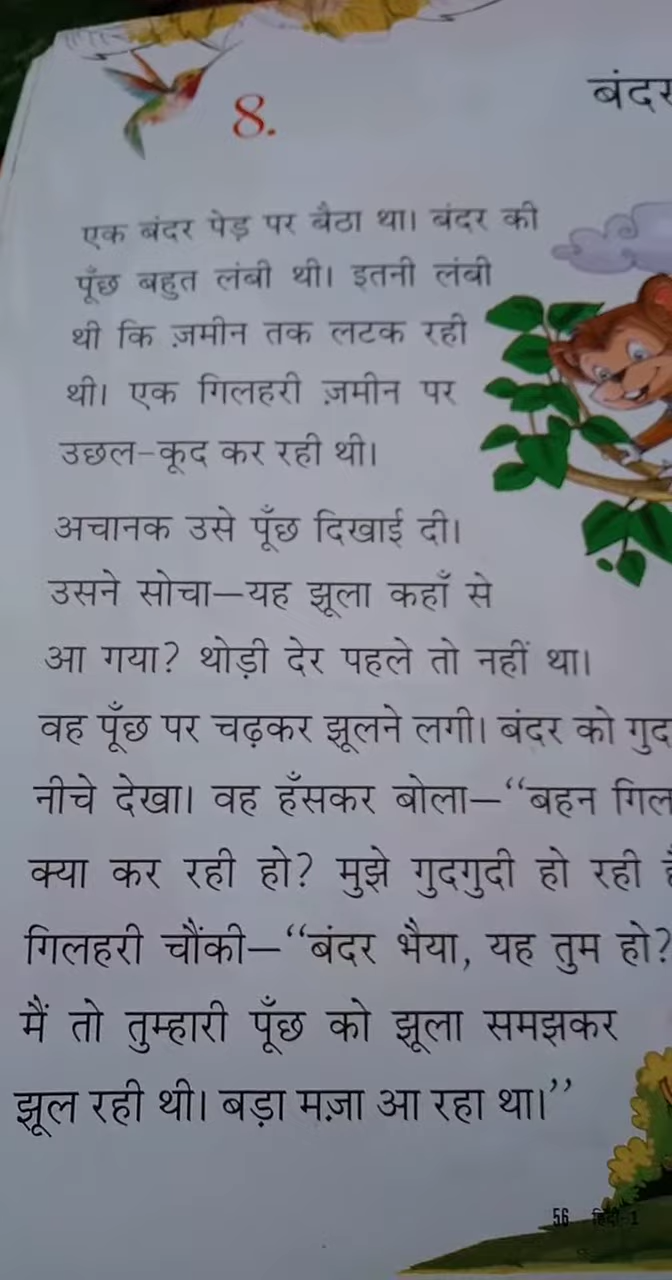 8.
बंदर
एक बंदर पेड़ पर बैठा था। बंदर की
पूँछ बहुत लंबी थी। इतनी लंबी
थी कि ज़मीन तक लटक रही
थी। एक गिलहरी ज़मीन पर
उछल-कूद कर रही थी।
अचानक उसे पूँछ दिखाई दी।
उसने सोचा—यह झूला कहाँ से
आ गया? थोड़ी देर पहले तो नहीं था।
वह पूँछ पर चढ़कर झूलने लगी। बंदर को गुद
नीचे देखा। वह हँसकर बोला—“बहन गिल
क्या कर रही हो? मुझे गुदगुदी हो रही
गिलहरी चौंकी—“बंदर भैया, यह तुम हो?
मैं तो तुम्हारी पूँछ को झूला समझकर
झूल रही थी। बड़ा मज़ा आ रहा था।”
56 हिंदी-1